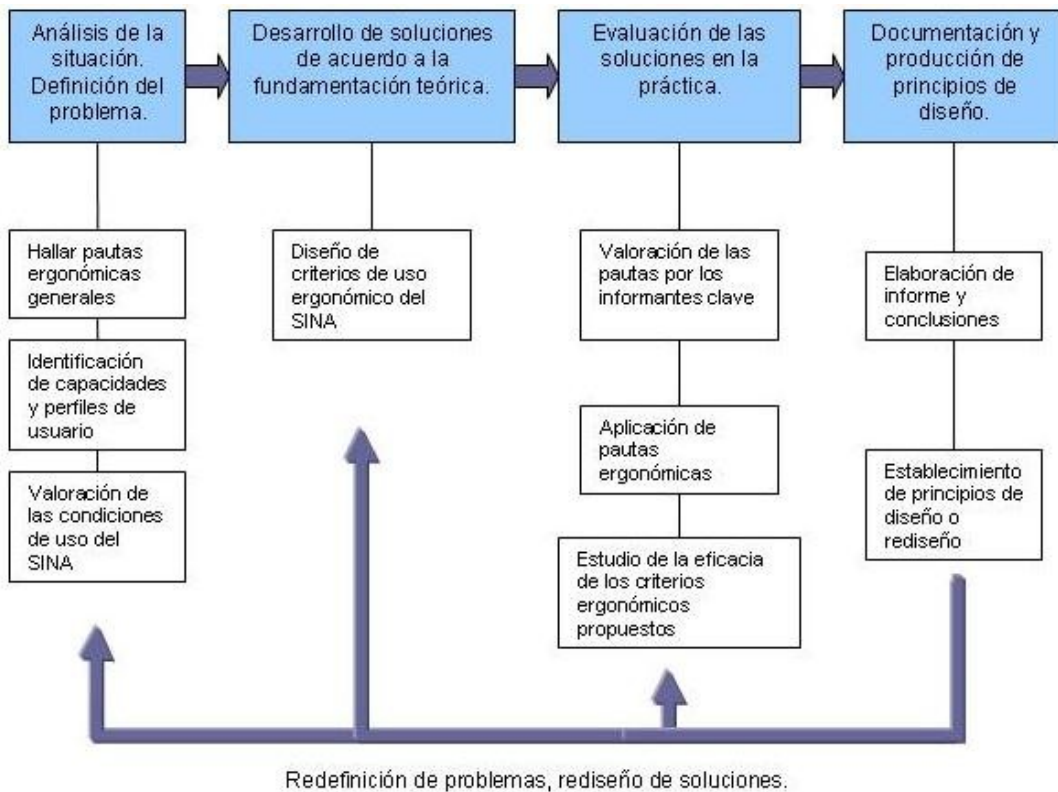 Análisis de la
situación.
Definición del
problema.
Desarrollo de soluciones
de acuerdo a la
fundamentación teórica.
Evaluación de las
soluciones en la
práctica.
Documentación y
producción de
principios de
diseño.
Hallar pautas
ergonómicas
generales
Identificación
de capacidades
y perfiles de
usuario
Valoración de
las condiciones
de uso del
SINA
Diseño de
criterios de uso
ergonómico del
SINA
Valoración de las
pautas por los
informantes clave
Aplicación de
pautas
ergonómicas
Estudio de la eficacia
de los criterios
ergonómicos
propuestos
Elaboración de
informe y
conclusiones
Establecimiento
de principios de
diseño o
rediseño
Redefinición de problemas, rediseño de soluciones.